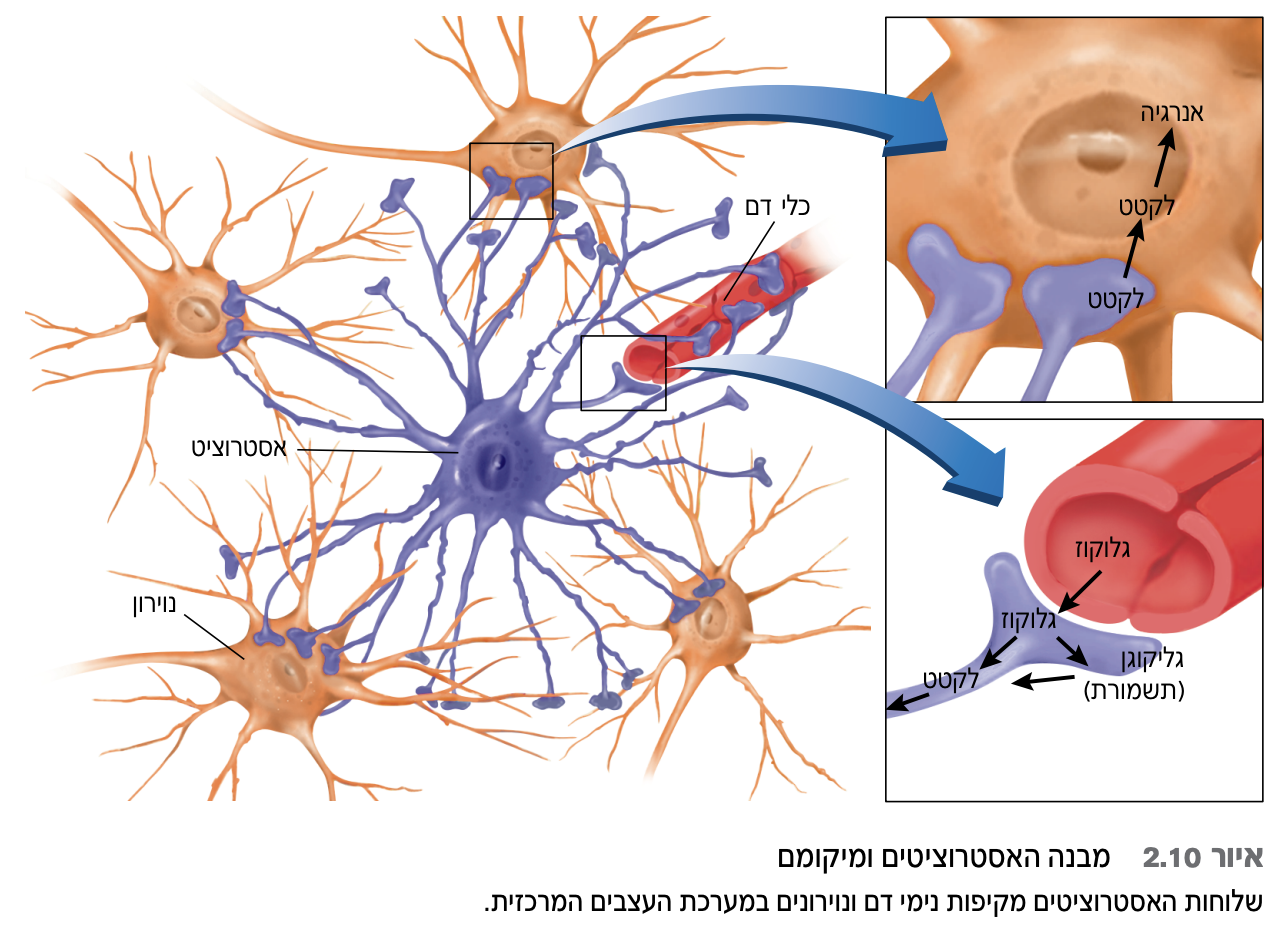 אנרגיה
לקטט
לקטט
כלי דם
אסטרוציט
נוירון
גלוקוז
גלוקוז
גליקוגן
(תשמורת)
לקטט
איור 2.10 מבנה האסטרוציטים ומיקומם
שלוחות האסטרוציטים מקיפות נימי דם ונוירונים במערכת העצבים המרכזית.